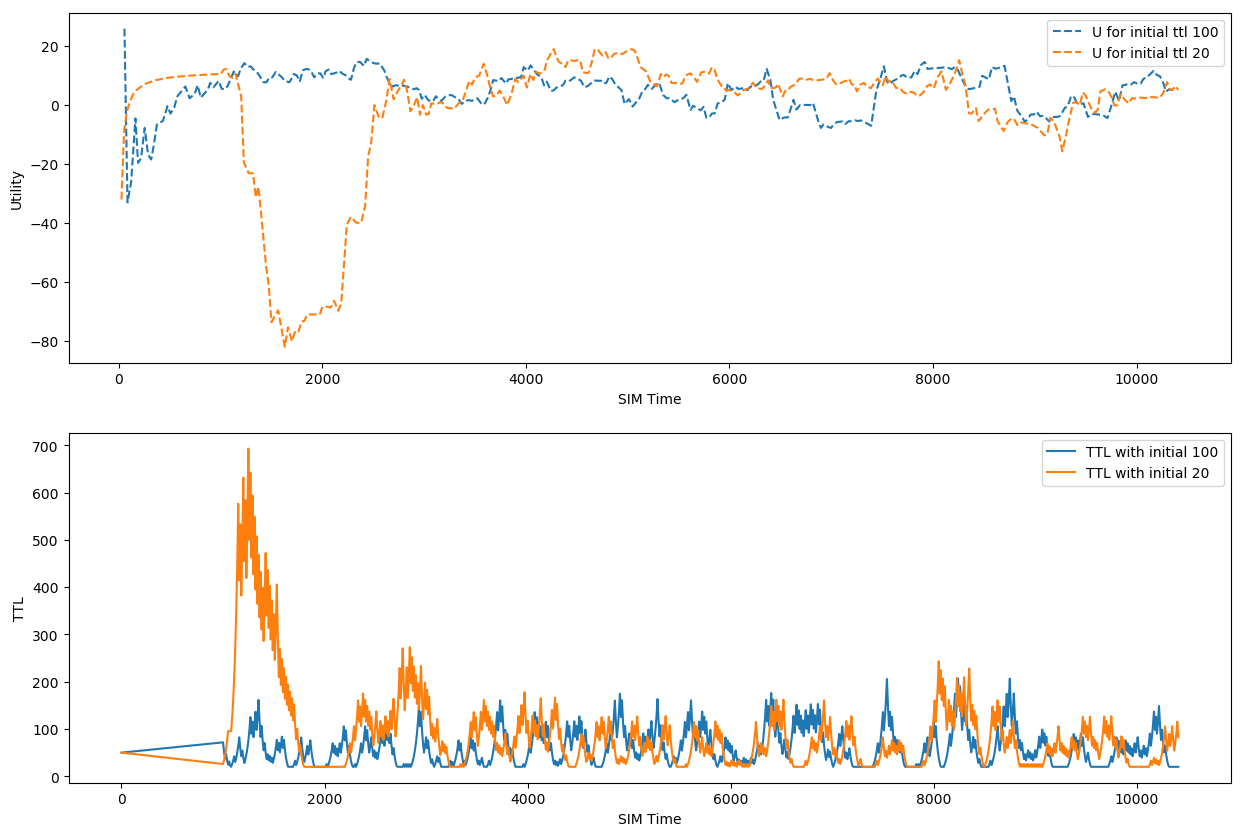 U for initial ttl 100
U for initial ttl 20
20
0
−20
−40
−60
−80
Utility
0 2000 4000 6000 8000 10000
SIM Time
TTL with initial 100
TTL with initial 20
700
600
500
400
300
200
100
0
TTL
0 2000 4000 6000 8000 10000
SIM Time